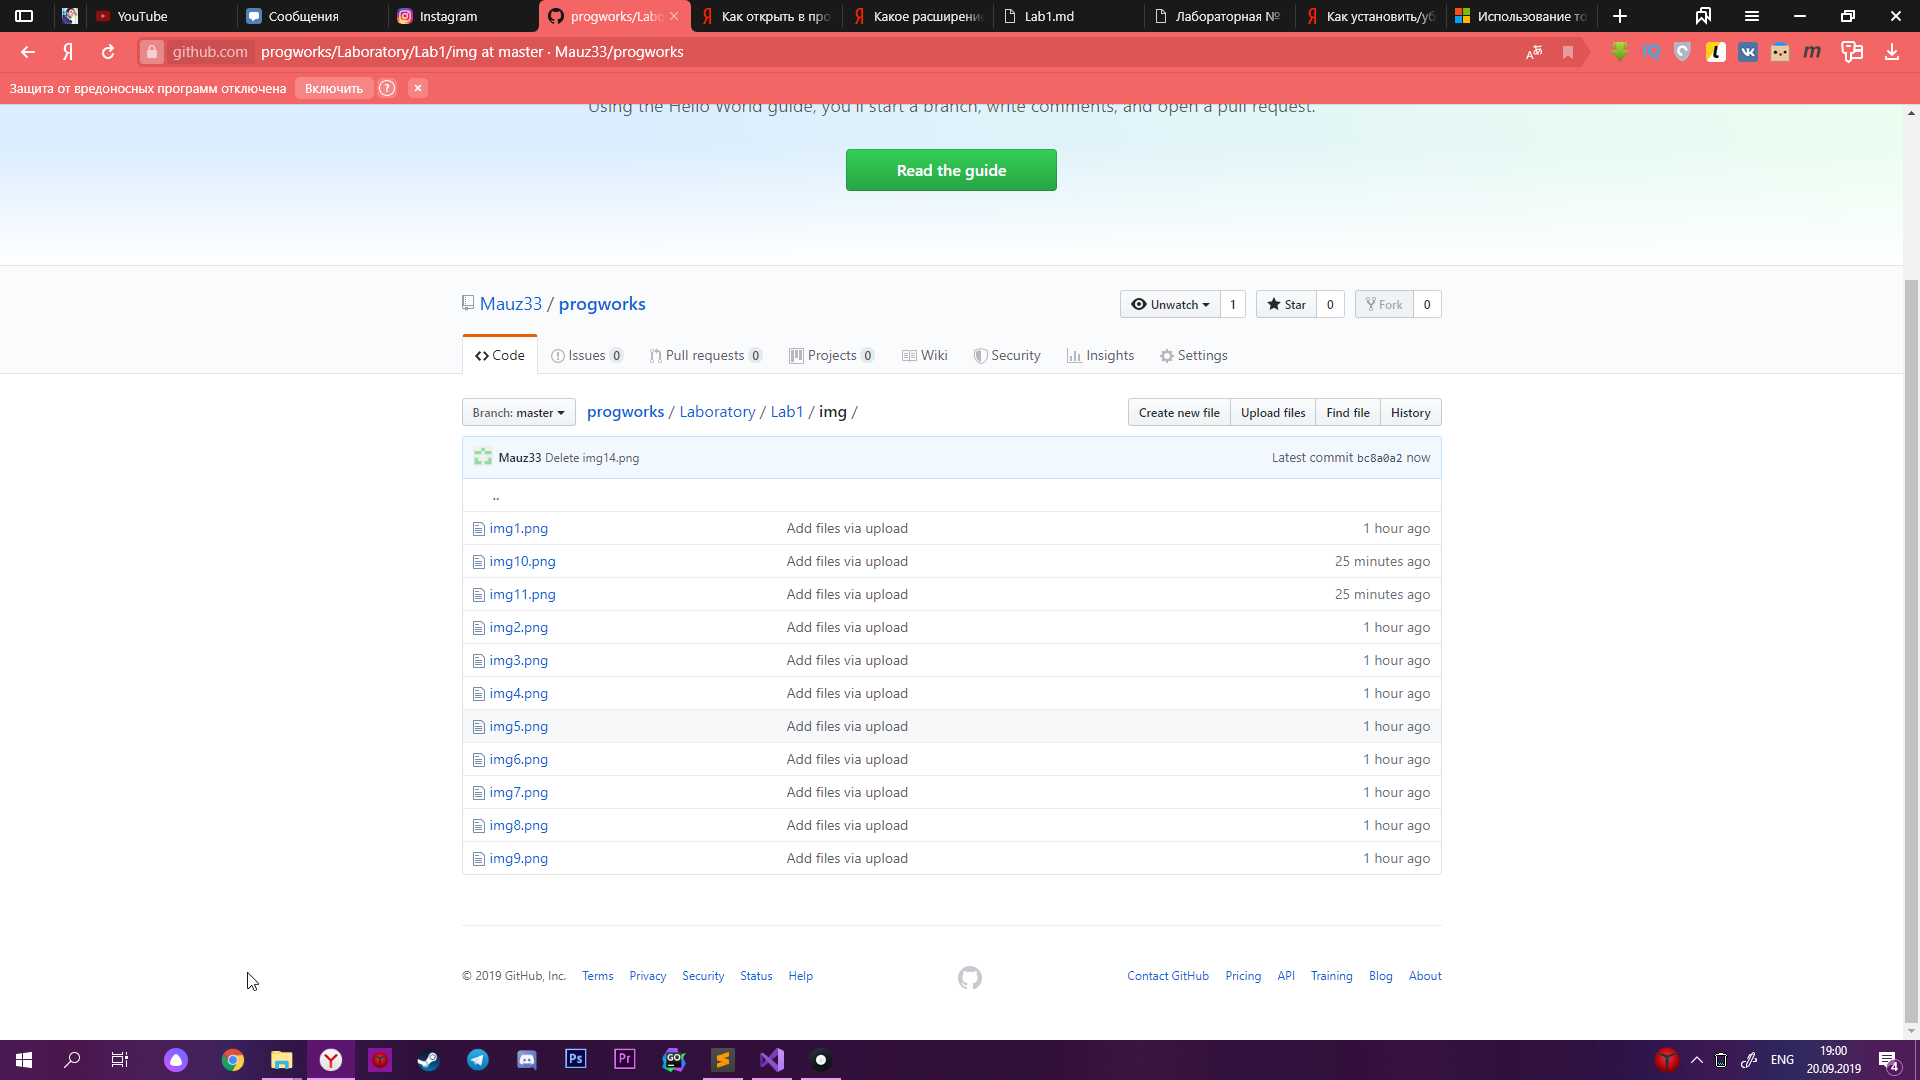 YouTube
Сообщения
Instagram
progworks/Labo
Как открыть в про
Какое расширени
Lab1.md
Лабораторная №
Как установить/уб
Использование то
github.com progworks/Laboratory/Lab1/img at master · Mauz33/progworks
Защита от вредоносных программ отключена Включить ?
Using the Hello World guide, you'll start a branch, write comments, and open a pull request.
Read the guide
Mauz33 / progworks
Unwatch 1 Star 0 Fork 0
Code Issues 0 Pull requests 0 Projects 0 Wiki Security Insights Settings
Branch: master progworks / Laboratory / Lab1 / img /
Create new file Upload files Find file History
Mauz33 Delete img14.png Latest commit bc8a0a2 now
..
img1.png Add files via upload 1 hour ago
img10.png Add files via upload 25 minutes ago
img11.png Add files via upload 25 minutes ago
img2.png Add files via upload 1 hour ago
img3.png Add files via upload 1 hour ago
img4.png Add files via upload 1 hour ago
img5.png Add files via upload 1 hour ago
img6.png Add files via upload 1 hour ago
img7.png Add files via upload 1 hour ago
img8.png Add files via upload 1 hour ago
img9.png Add files via upload 1 hour ago
© 2019 GitHub, Inc. Terms Privacy Security Status Help
Contact GitHub Pricing API Training Blog About
Ps
Pr
GO
ENG
19:00
20.09.2019
4